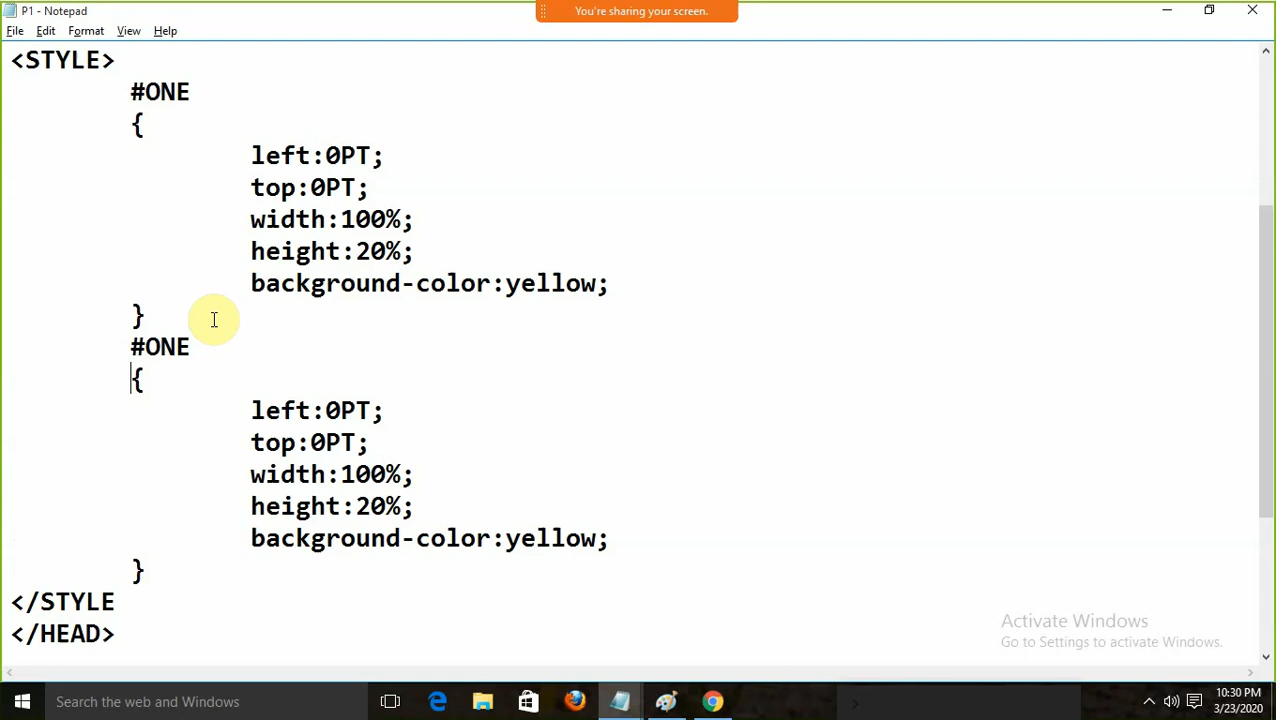 P1 - Notepad
You're sharing your screen.
File Edit Format View Help
<STYLE>
#ONE
{
left:0PT;
top:0PT;
width:100%;
height:20%;
background-color:yellow;
}
#ONE
{
left:0PT;
top:0PT;
width:100%;
height:20%;
background-color:yellow;
}
</STYLE
</HEAD>
Activate Windows
Go to Settings to activate Windows.
Search the web and Windows
10:30 PM
3/23/2020